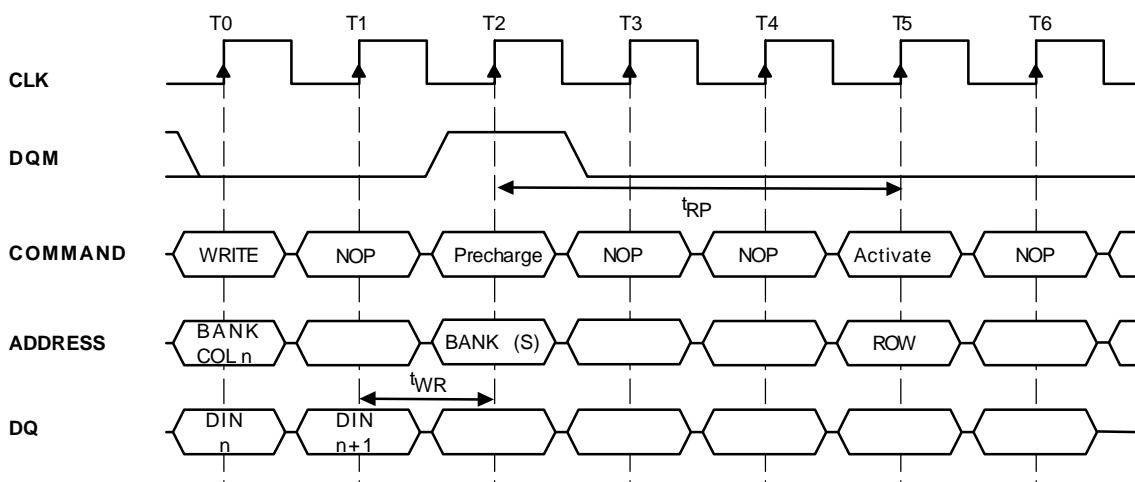 T0 T1 T2 T3 T4 T5 T6
CLK
DQM
tRP
COMMAND WRITE NOP Precharge NOP NOP Activate NOP
ADDRESS BANK COL n BANK (S) ROW
tWR
DQ DIN n DIN n+1